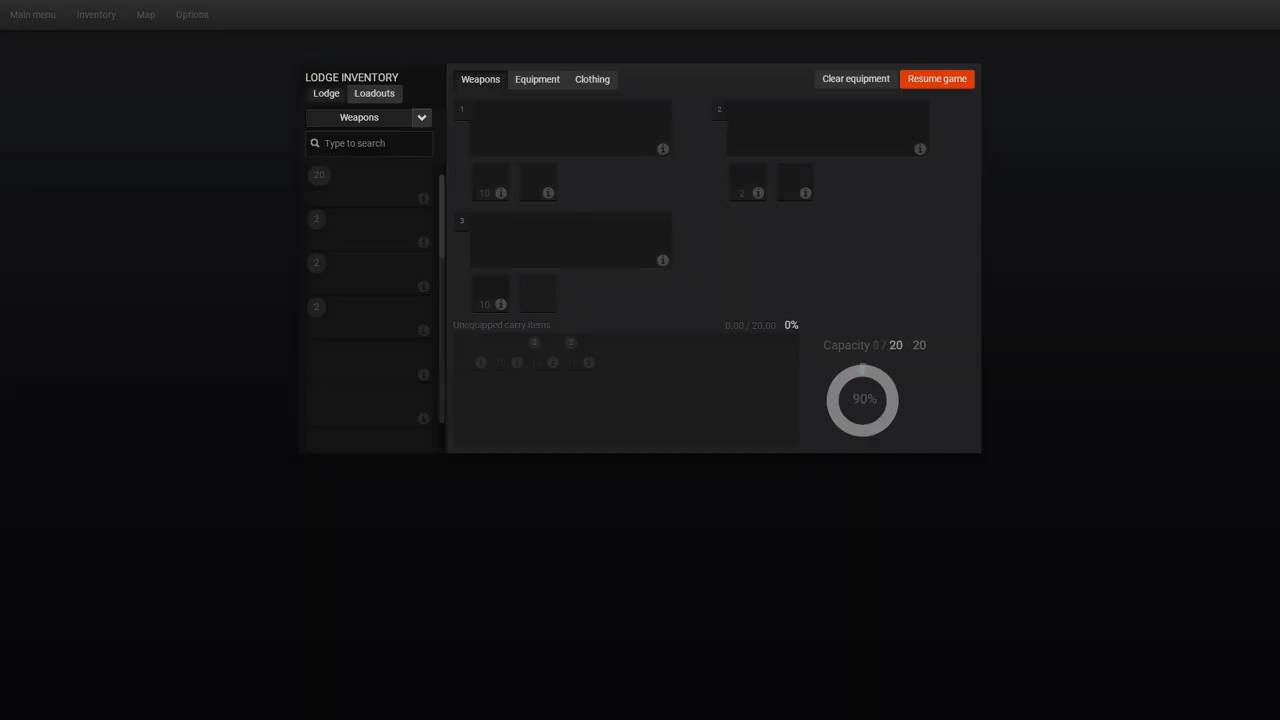 Main menu Inventory Map Options
LODGE INVENTORY
Lodge Loadouts
Weapons
Type to search
20
2
2
2
Weapons Equipment Clothing
Clear equipment Resume game
1
2
10
2
3
10
Unequipped carry items
0.00 / 20.00 0%
2 2
Capacity 0 / 20 20
90%